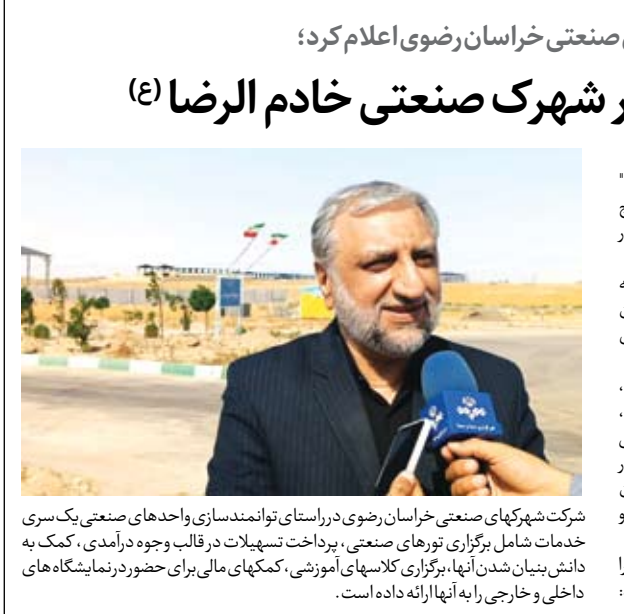 صنعتی خراسان رضوی اعلام کرد؛
شهرک صنعتی خادم الرضا (ع)
شرکت شهرکهای صنعتی خراسان رضوی درراستای توانمندسازی واحدهای صنعتی یک سری
خدمات شامل برگزاری تورهای صنعتی ، پرداخت تسهیلات در قالب وجوه درآمدی ، کمک به
دانش بنیان شدن آنها، برگزاری کلاسهای آموزشی ، کمکهای مالی برای حضور درنمایشگاه های
داخلی و خارجی را به آنها ارائه داده است .